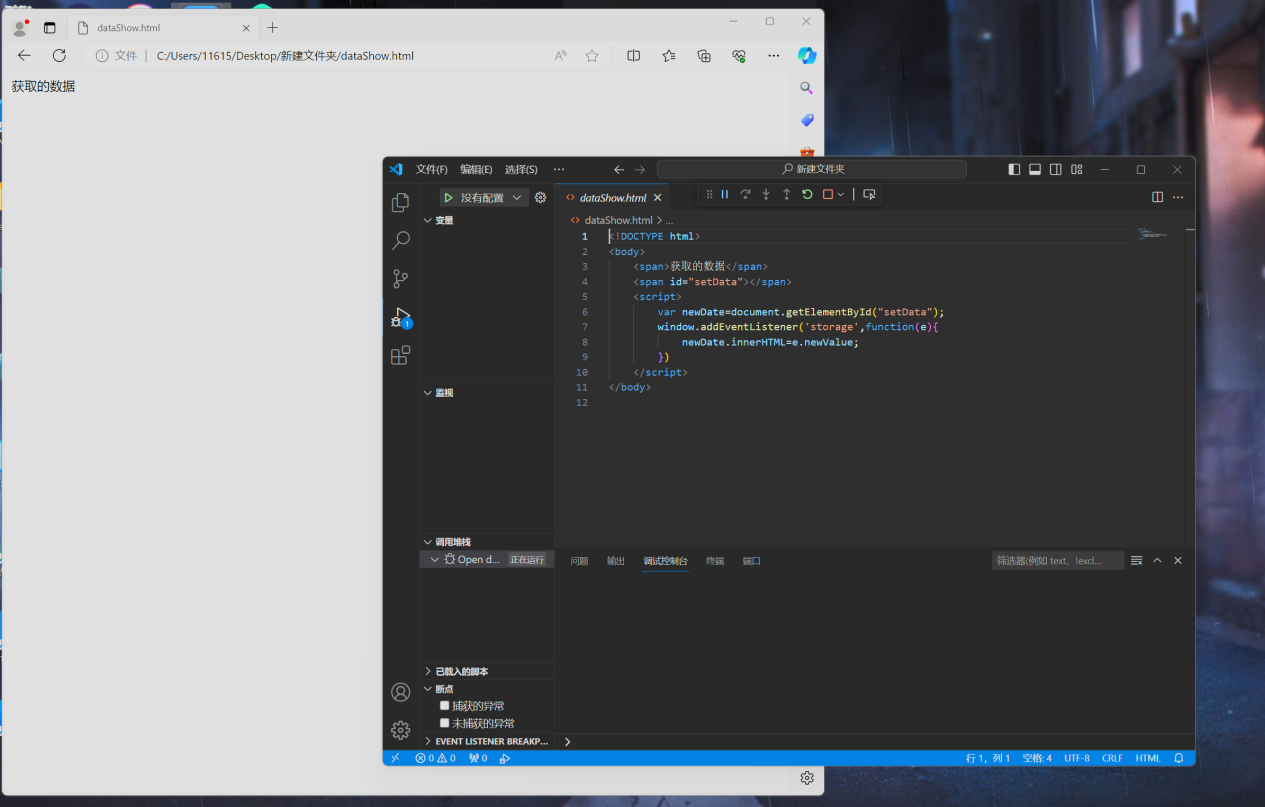 dataShow.html
文件 | C:/Users/11615/Desktop/新建文件夹/dataShow.html
获取的数据
文件(F) 编辑(E) 选择(S) ···
新建文件夹
没有配置
dataShow.html
变量
dataShow.html > ...
1 <!DOCTYPE html>
2 <body>
3 <span>获取的数据</span>
4 <span id="setData"></span>
5 <script>
6 var newDate=document.getElementById("setData");
7 window.addEventListener('storage',function(e){
8 newDate.innerHTML=e.newValue;
9 })
10 </script>
11 </body>
12
1
监视
调用堆栈
Open d... 正在运行
问题 输出 调试控制台 终端 端口
筛选器(例如 text、!excl...
已载入的脚本
断点
捕获的异常
未捕获的异常
EVENT LISTENER BREAKP...
0 0 0
行 1，列 1 空格: 4 UTF-8 CRLF HTML